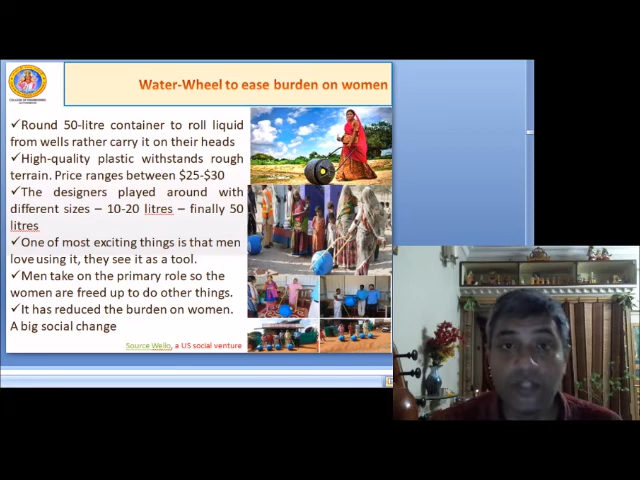 Water-Wheel to ease burden on women
COLLEGE OF ENGINEERING
✓Round 50-litre container to roll liquid
from wells rather carry it on their heads
✓High-quality plastic withstands rough
terrain. Price ranges between $25-$30
✓The designers played around with
different sizes – 10-20 litres – finally 50
litres
✓One of most exciting things is that men
love using it, they see it as a tool.
✓Men take on the primary role so the
women are freed up to do other things.
✓It has reduced the burden on women.
A big social change
Source Wello, a US social venture